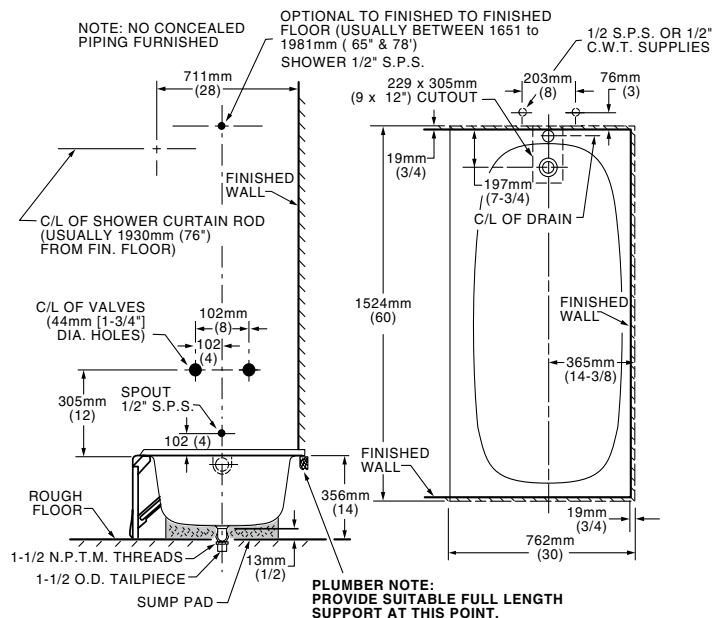 NOTE: NO CONCEALED
PIPING FURNISHED
OPTIONAL TO FINISHED TO FINISHED
FLOOR (USUALLY BETWEEN 1651 to
1981mm ( 65" & 78')
SHOWER 1/2" S.P.S.
1/2 S.P.S. OR 1/2"
C.W.T. SUPPLIES
711mm
(28)
229 x 305mm
(9 x 12") CUTOUT
203mm
(8)
76mm
(3)
FINISHED
WALL
19mm
(3/4)
197mm
(7-3/4)
C/L OF DRAIN
C/L OF SHOWER CURTAIN ROD
(USUALLY 1930mm (76")
FROM FIN. FLOOR)
C/L OF VALVES
(44mm [1-3/4"]
DIA. HOLES)
102mm
(8)
102
(4)
1524mm
(60)
FINISHED
WALL
365mm
(14-3/8)
305mm
(12)
SPOUT
1/2" S.P.S.
102 (4)
FINISHED
WALL
356mm
(14)
ROUGH
FLOOR
19mm
(3/4)
762mm
(30)
1-1/2 N.P.T.M. THREADS
1-1/2 O.D. TAILPIECE
SUMP PAD
13mm
(1/2)
PLUMBER NOTE:
PROVIDE SUITABLE FULL LENGTH
SUPPORT AT THIS POINT.